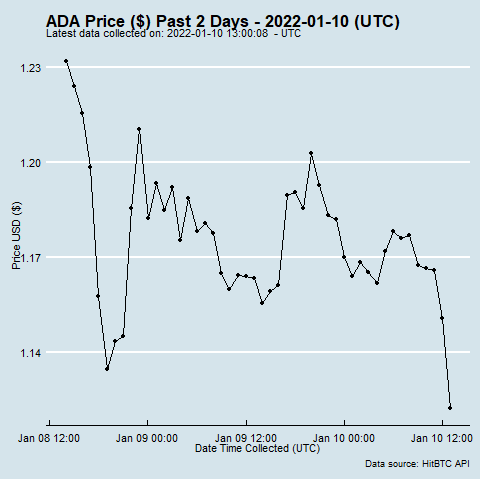 ADA Price ($) Past 2 Days - 2022-01-10 (UTC)
Latest data collected on: 2022-01-10 13:00:08 - UTC
1.23
1.20
1.17
1.14
Price USD ($)
Jan 08 12:00 Jan 09 00:00 Jan 09 12:00 Jan 10 00:00 Jan 10 12:00
Date Time Collected (UTC)
Data source: HitBTC API